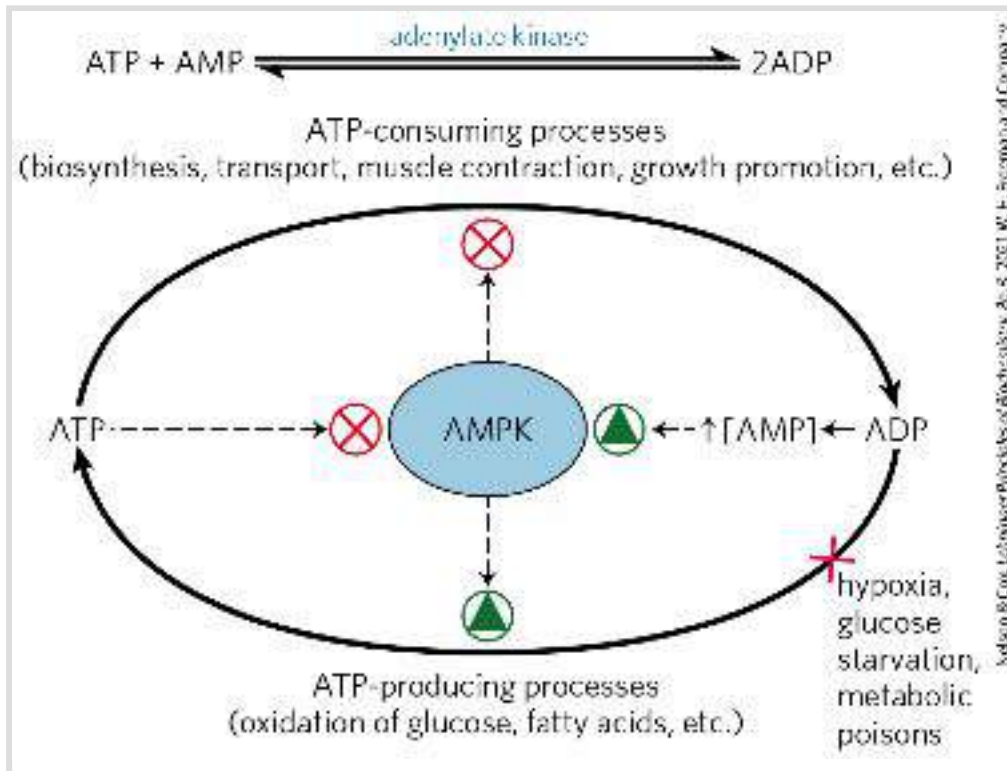 adenylate kinase
ATP + AMP 2ADP
ATP-consuming processes
(biosynthesis, transport, muscle contraction, growth promotion, etc.)
ATP AMPK ↑[AMP] ADP
hypoxia,
glucose
starvation,
metabolic
poisons
ATP-producing processes
(oxidation of glucose, fatty acids, etc.)